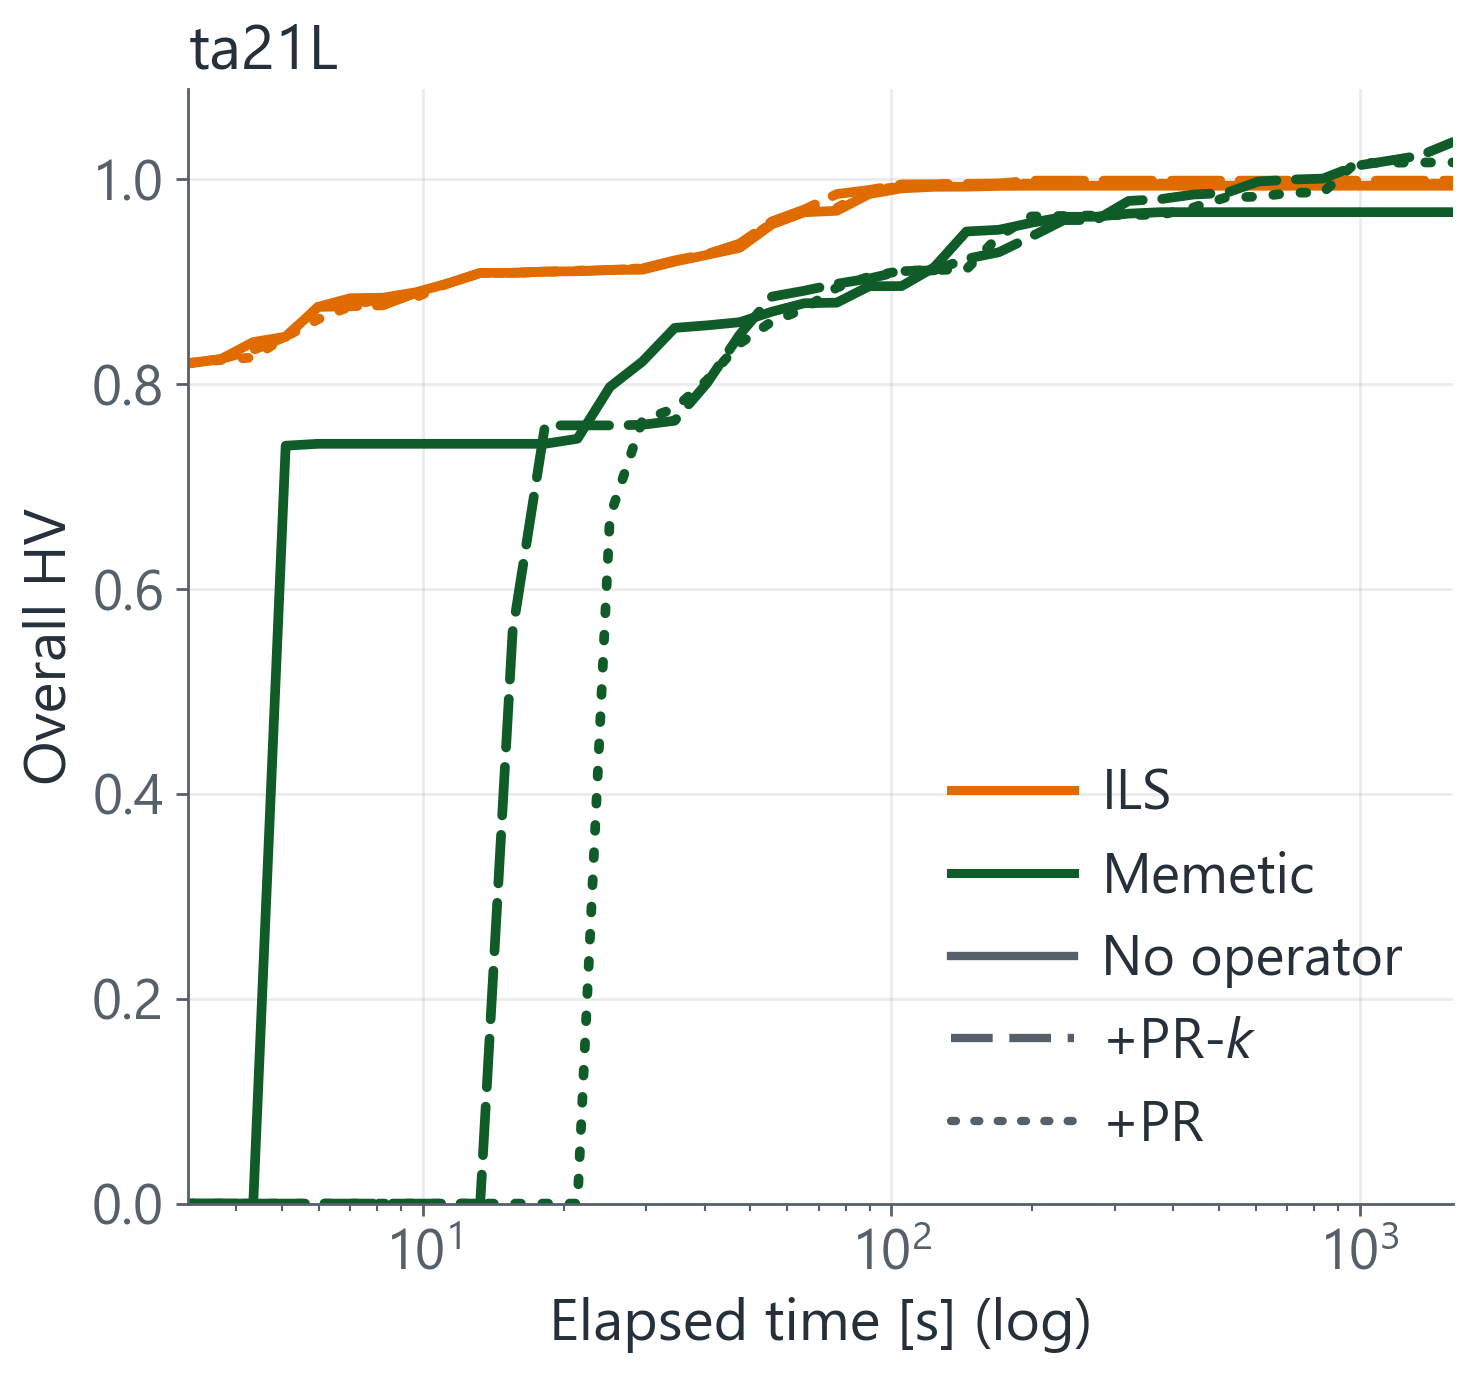 ta21L
Overall HV
1.0
0.8
0.6
0.4
0.2
0.0
ILS
Memetic
No operator
+PR-k
+PR
10¹
10²
10³
Elapsed time [s] (log)